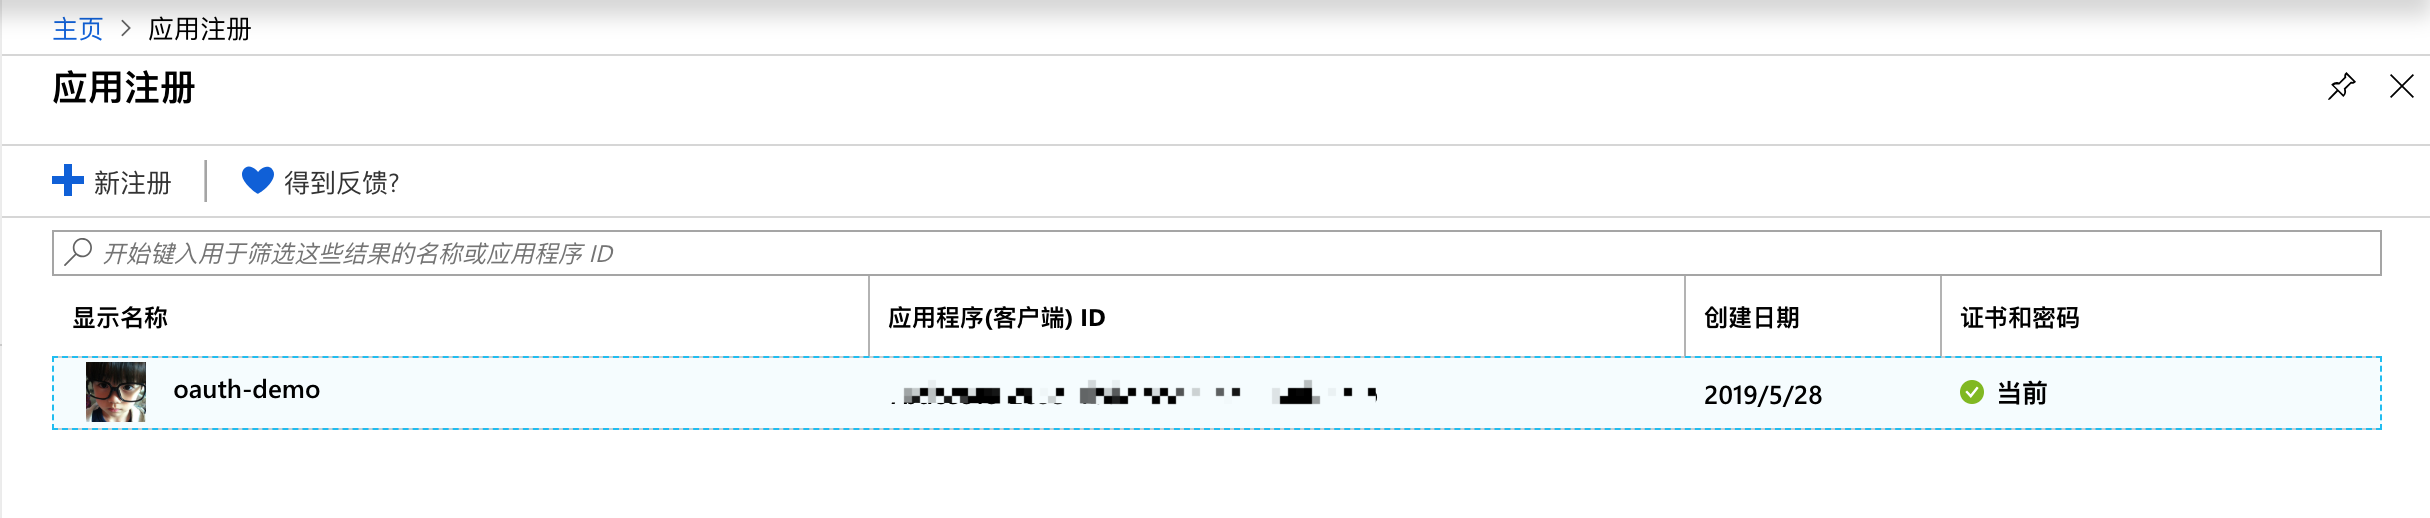 主页 > 应用注册
应用注册
新注册 得到反馈?
开始键入用于筛选这些结果的名称或应用程序 ID
显示名称 应用程序(客户端) ID 创建日期 证书和密码
oauth-demo 2019/5/28 当前